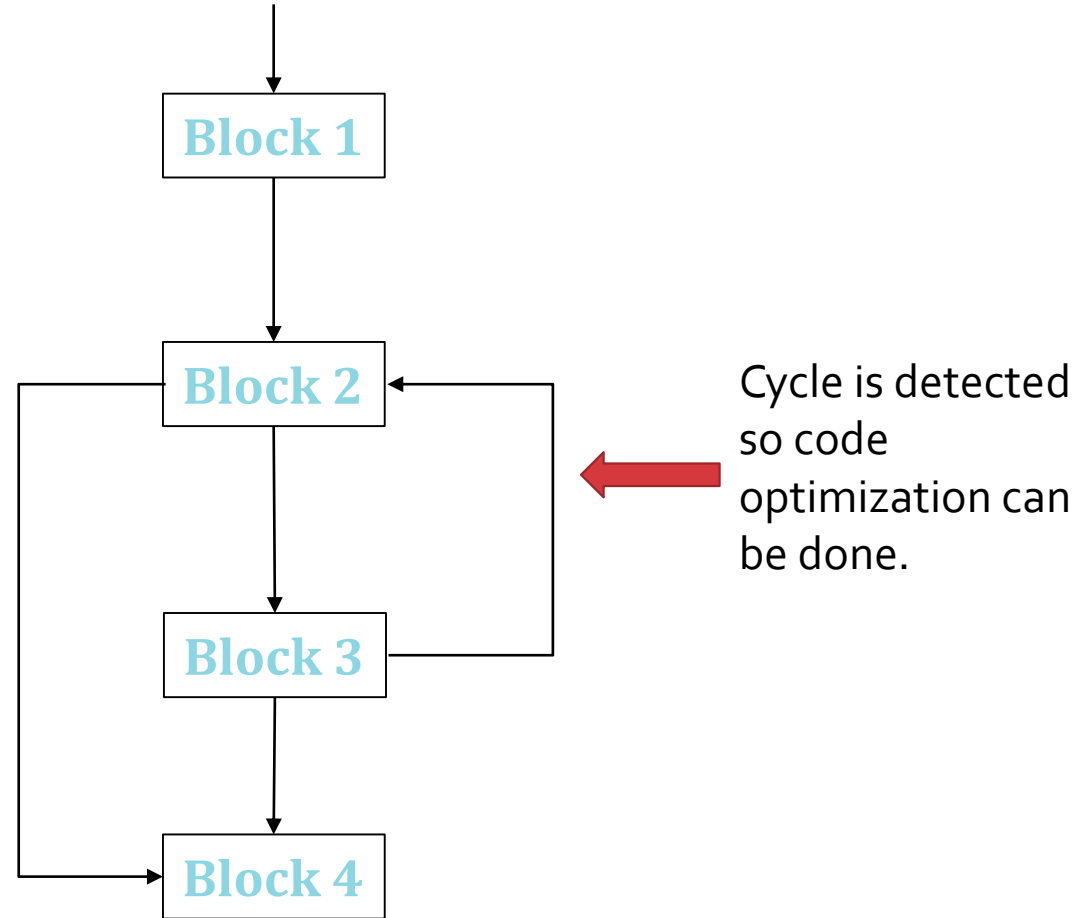 Block 1
Block 2
Cycle is detected
so code
optimization can
be done.
Block 3
Block 4